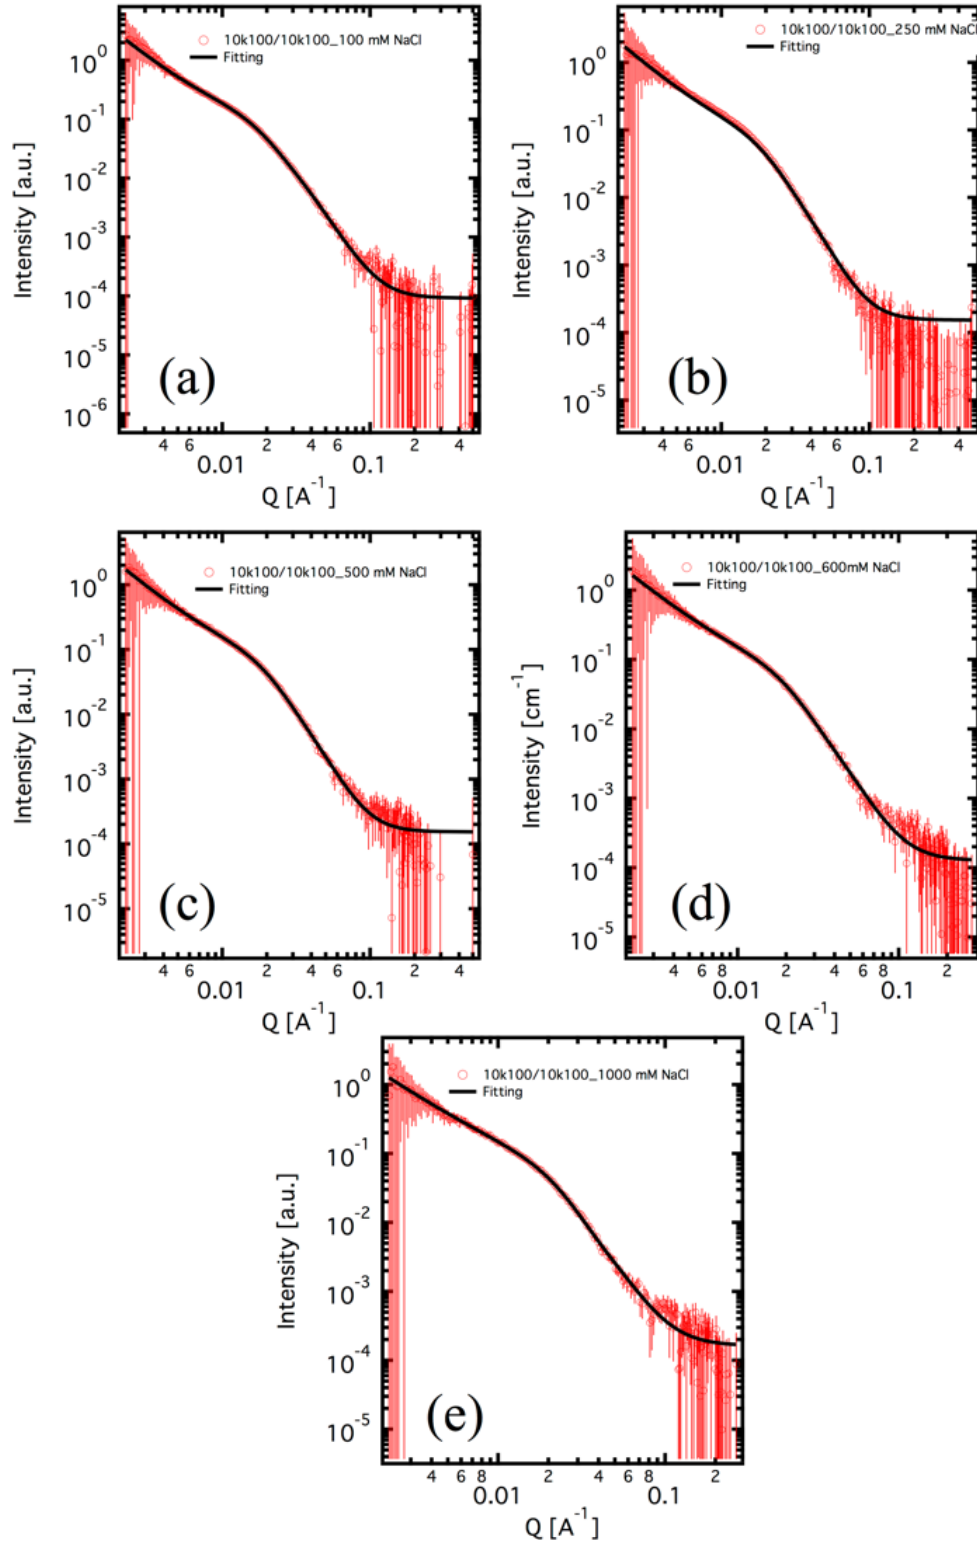 10k100/10k100_100 mM NaCl
Fitting
Intensity [a.u.]
10^0
10^-1
10^-2
10^-3
10^-4
10^-5
10^-6
(a)
4 6 2 4 6 2 4
0.01 0.1
Q [A^-1]
10k100/10k100_250 mM NaCl
Fitting
Intensity [a.u.]
10^0
10^-1
10^-2
10^-3
10^-4
10^-5
(b)
4 6 2 4 6 2 4
0.01 0.1
Q [A^-1]
10k100/10k100_500 mM NaCl
Fitting
Intensity [a.u.]
10^0
10^-1
10^-2
10^-3
10^-4
10^-5
(c)
4 6 2 4 6 2 4
0.01 0.1
Q [A^-1]
10k100/10k100_600mM NaCl
Fitting
Intensity [cm^-1]
10^0
10^-1
10^-2
10^-3
10^-4
10^-5
(d)
4 6 8 2 4 6 8 2
0.01 0.1
Q [A^-1]
10k100/10k100_1000 mM NaCl
Fitting
Intensity [a.u.]
10^0
10^-1
10^-2
10^-3
10^-4
10^-5
(e)
4 6 8 2 4 6 8 2
0.01 0.1
Q [A^-1]